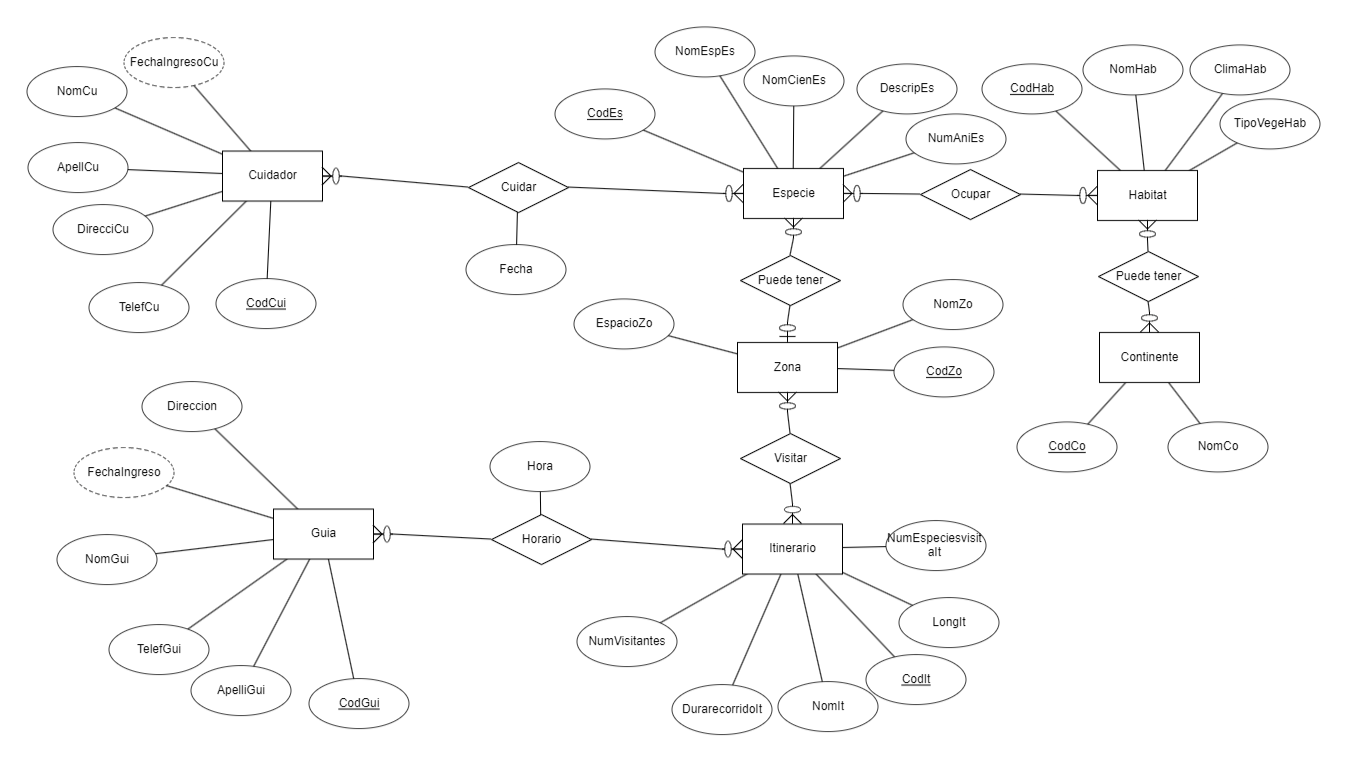 FechaIngresoCu
NomCu
ApellCu
DirecciCu
TelefCu
CodCui
Cuidador
Cuidar
Fecha
NomEspEs
NomCienEs
DescripEs
CodEs
NumAniEs
Especie
Ocupar
CodHab
NomHab
ClimaHab
TipoVegeHab
Habitat
Puede tener
Puede tener
EspacioZo
NomZo
Zona
CodZo
Continente
CodCo
NomCo
Visitar
Direccion
FechaIngreso
NomGui
TelefGui
ApelliGui
CodGui
Guia
Hora
Horario
Itinerario
NumEspeciesvisit
aIt
NumVisitantes
LongIt
CodIt
DurarecorridoIt
NomIt